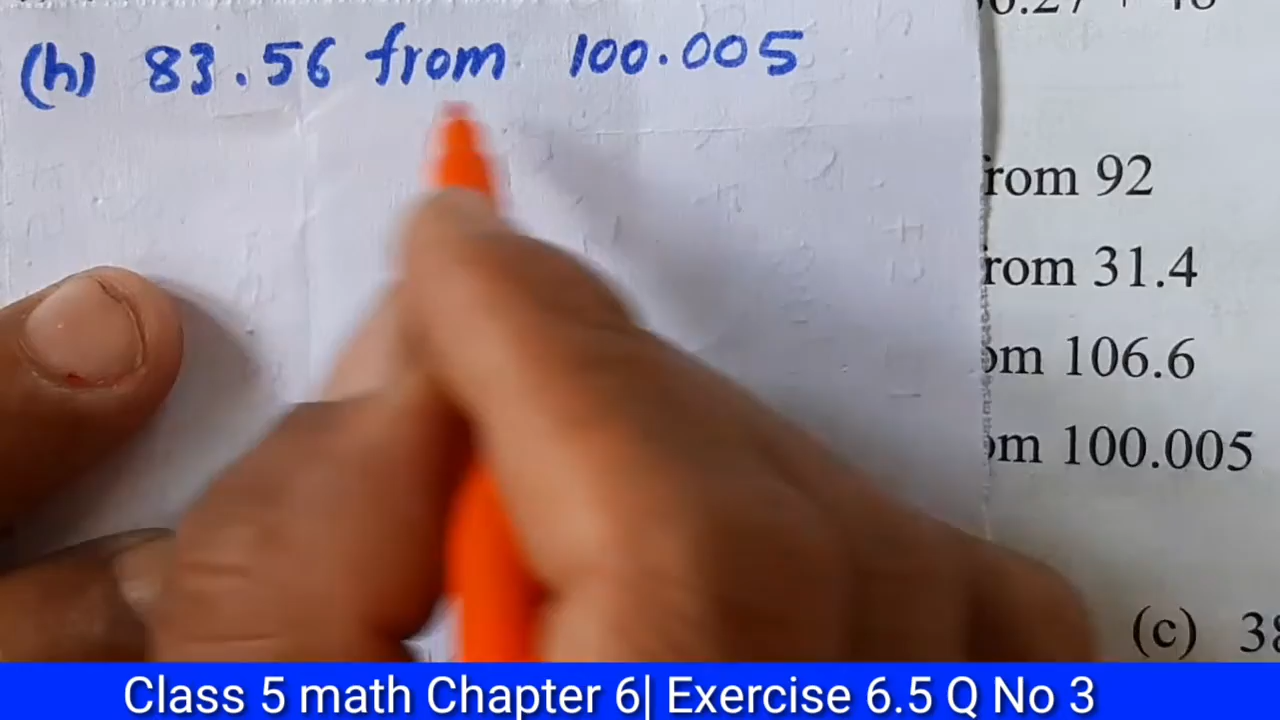 (h) 83.56 from 100.005
rom 92
rom 31.4
om 106.6
om 100.005
(c) 38
Class 5 math Chapter 6| Exercise 6.5 Q No 3